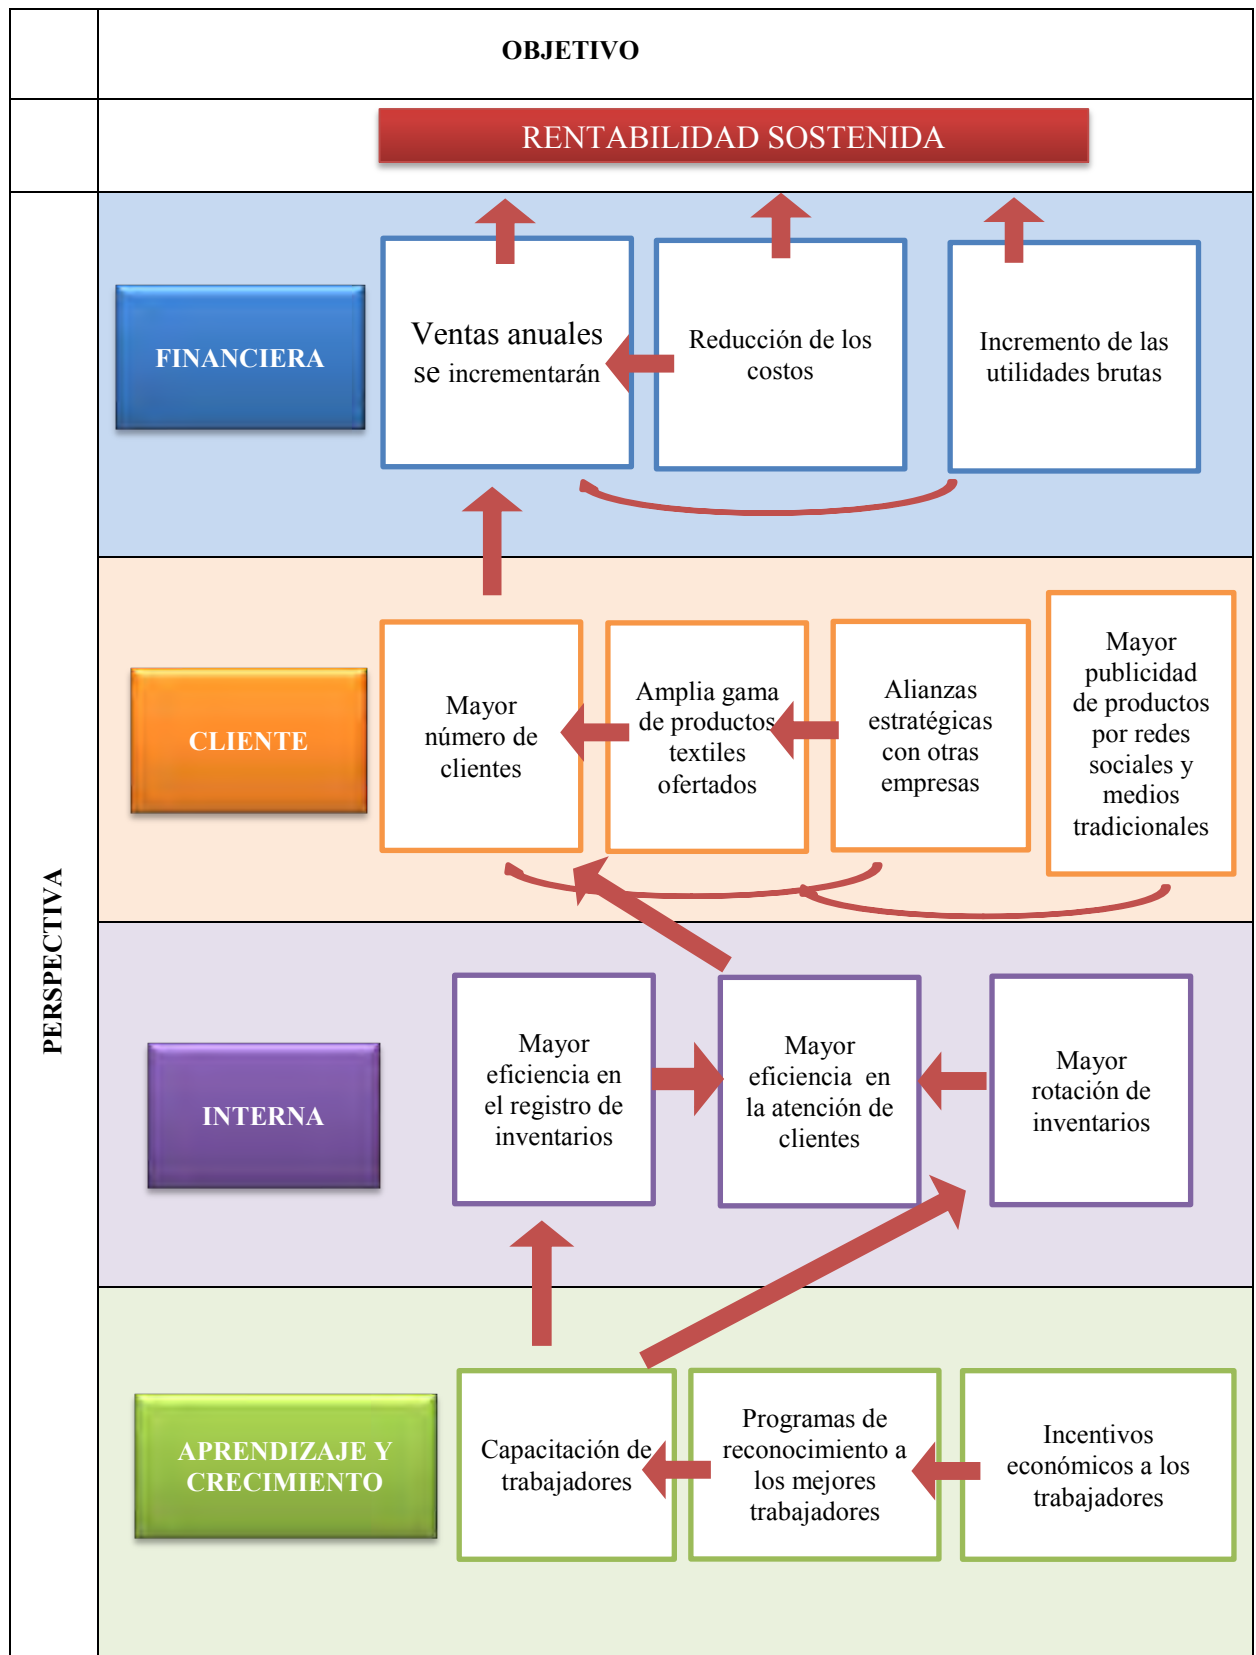 OBJETIVO
RENTABILIDAD SOSTENIDA
PERSPECTIVA
FINANCIERA
Ventas anuales
se incrementarán
Reducción de los
costos
Incremento de las
utilidades brutas
CLIENTE
Mayor
número de
clientes
Amplia gama
de productos
textiles
ofertados
Alianzas
estratégicas
con otras
empresas
Mayor
publicidad
de productos
por redes
sociales y
medios
tradicionales
INTERNA
Mayor
eficiencia en
el registro de
inventarios
Mayor
eficiencia en
la atención de
clientes
Mayor
rotación de
inventarios
APRENDIZAJE Y
CRECIMIENTO
Capacitación de
trabajadores
Programas de
reconocimiento a
los mejores
trabajadores
Incentivos
económicos a los
trabajadores